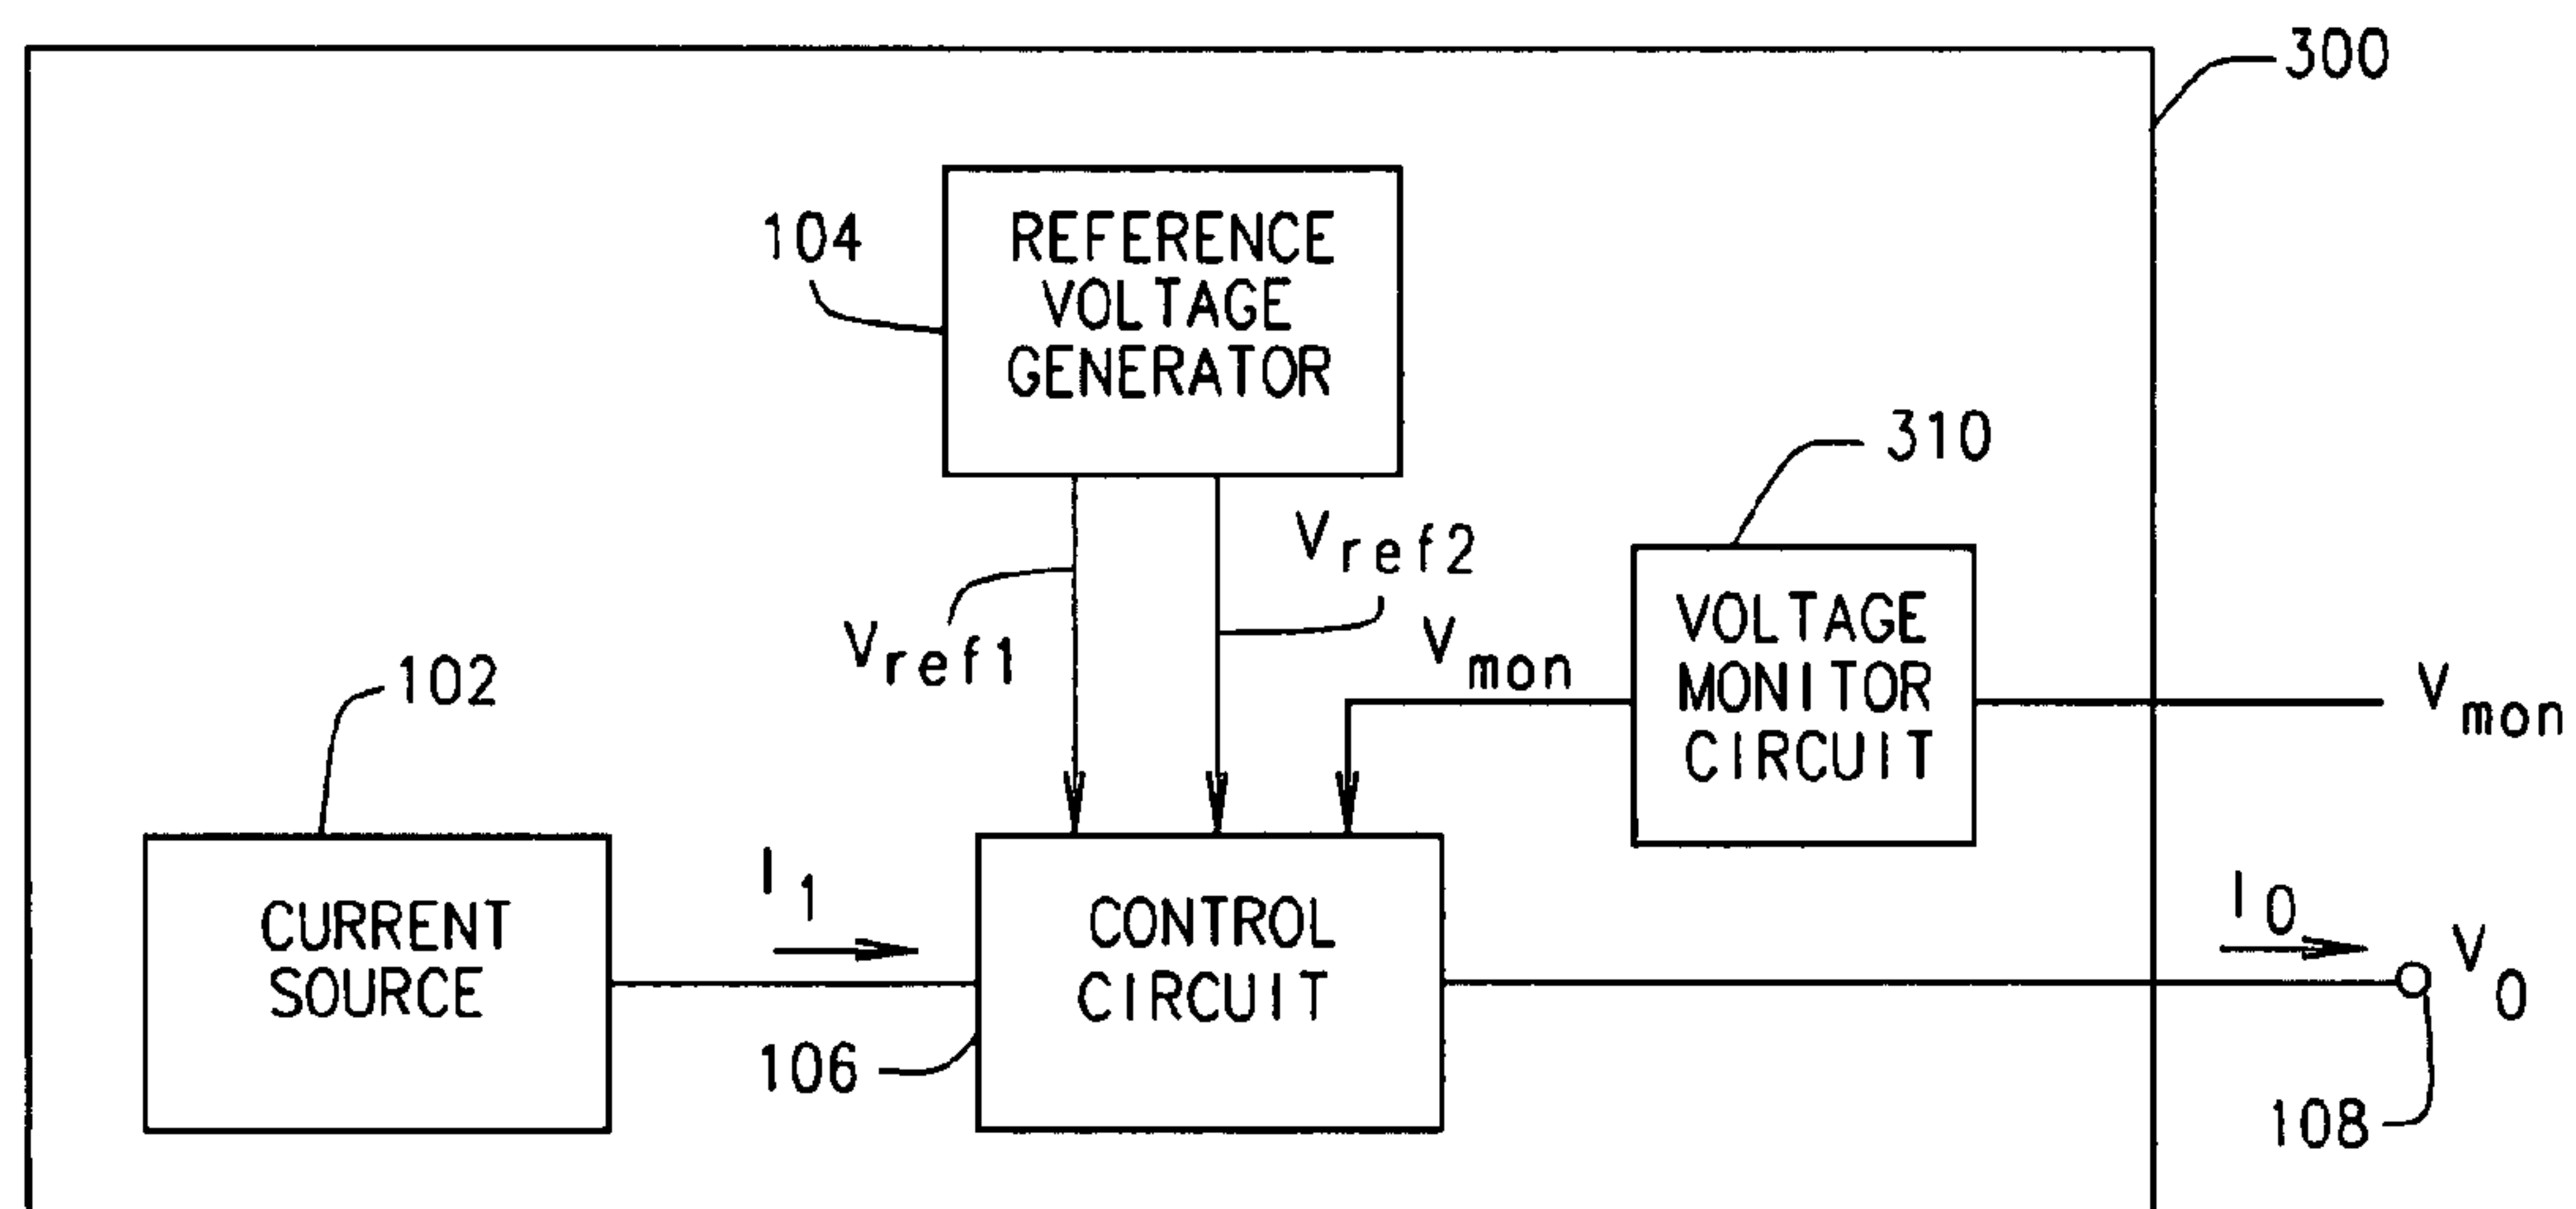 300
104
REFERENCE
VOLTAGE
GENERATOR
310
Vref2
Vref1
Vmon
VOLTAGE
MONITOR
CIRCUIT
Vmon
102
I1
I0
V0
CURRENT
SOURCE
CONTROL
CIRCUIT
106
108